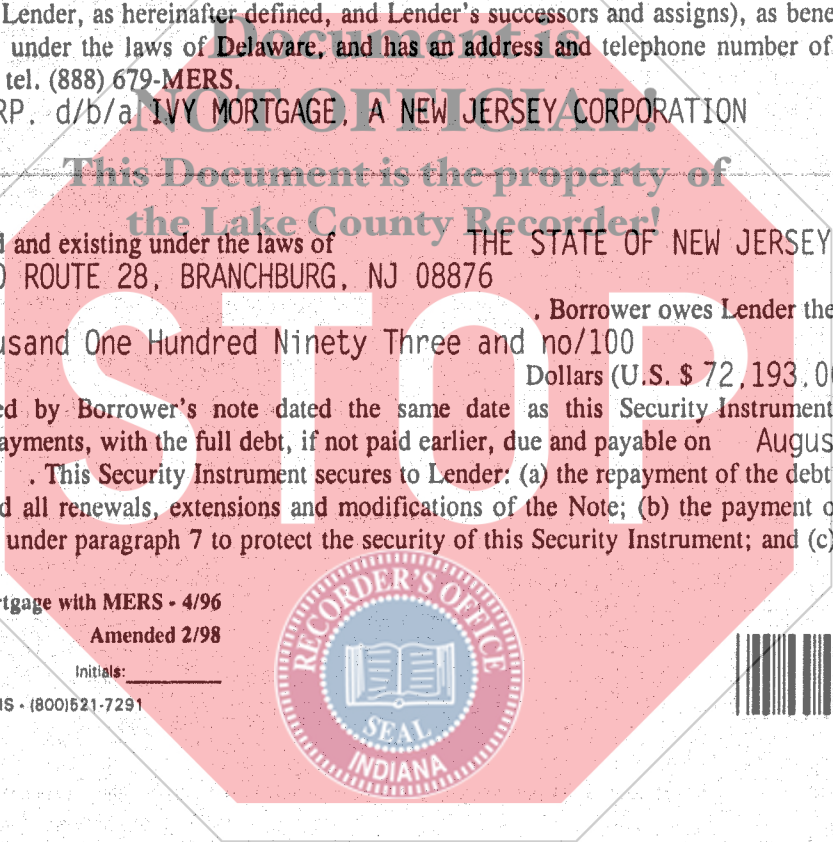 Lender, as hereinafter defined, and Lender's successors and assigns), as bene
Document is
under the laws of Delaware, and has an address and telephone number of
tel. (888) 679-MERS.
RP. d/b/a IVY MORTGAGE, A NEW JERSEY CORPORATION
NOT OFFICIAL!
This Document is the property of
the Lake County Recorder!
d and existing under the laws of THE STATE OF NEW JERSEY
0 ROUTE 28, BRANCHBURG, NJ 08876
. Borrower owes Lender the
usand One Hundred Ninety Three and no/100
Dollars (U.S. $ 72,193.00
STOP
ed by Borrower's note dated the same date as this Security Instrument
ayments, with the full debt, if not paid earlier, due and payable on Augus
. This Security Instrument secures to Lender: (a) the repayment of the debt
d all renewals, extensions and modifications of the Note; (b) the payment o
under paragraph 7 to protect the security of this Security Instrument; and (c)
rtgage with MERS - 4/96
Amended 2/98
Initials:
IS - (800)521-7291
RECORDER'S OFFICE
SEAL
INDIANA